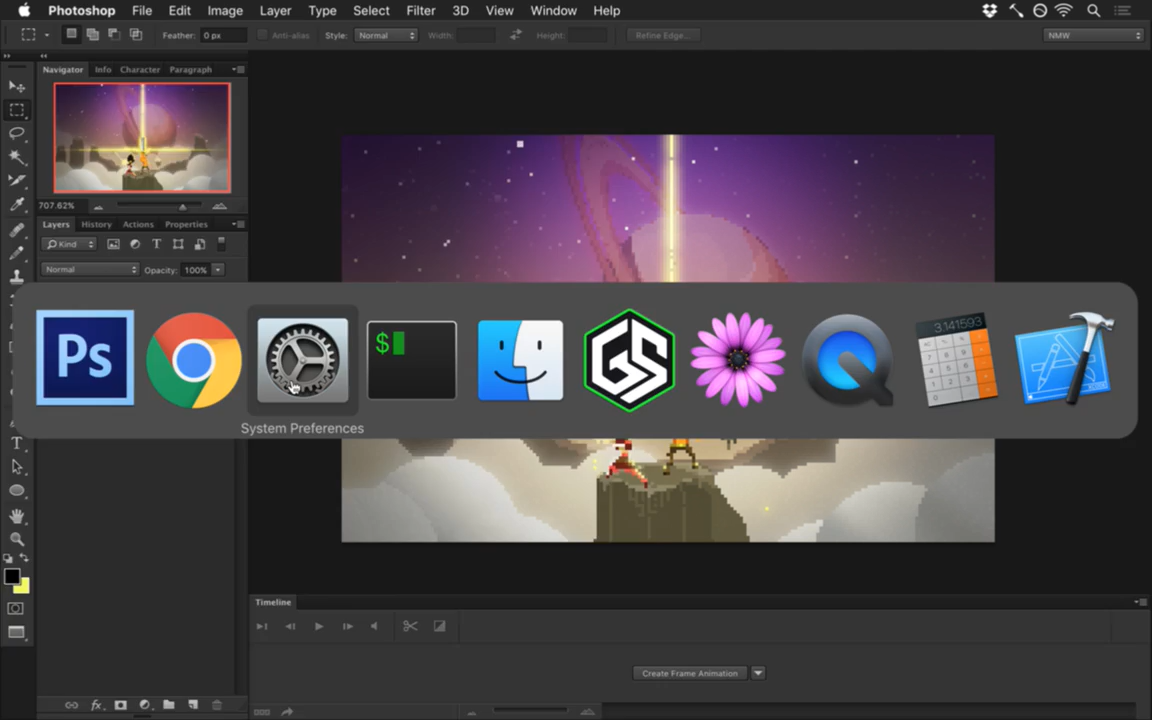 Photoshop File Edit Image Layer Type Select Filter 3D View Window Help
Feather: 0 px Anti-alias Style: Normal Width: Height: Refine Edge... NMW
Navigator Info Character Paragraph
707.62%
Layers History Actions Properties
Kind
Normal Opacity: 100%
Ps
$
GS
3.141593
System Preferences
Timeline
Create Frame Animation
fx